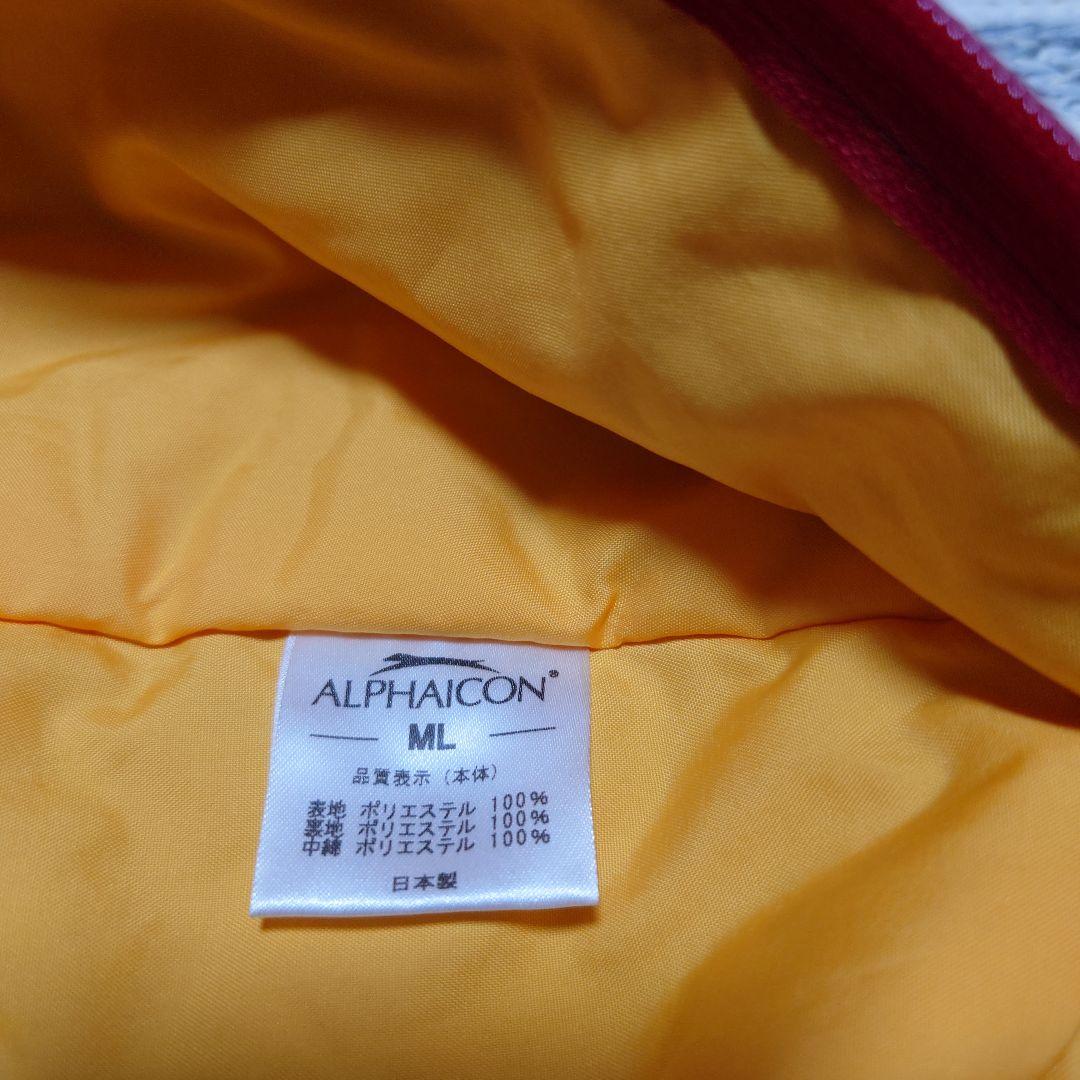 ALPHAICON®
ML
品質表示(本体)
表地 ポリエステル 100%
裏地 ポリエステル 100%
中綿 ポリエステル 100%
日本製